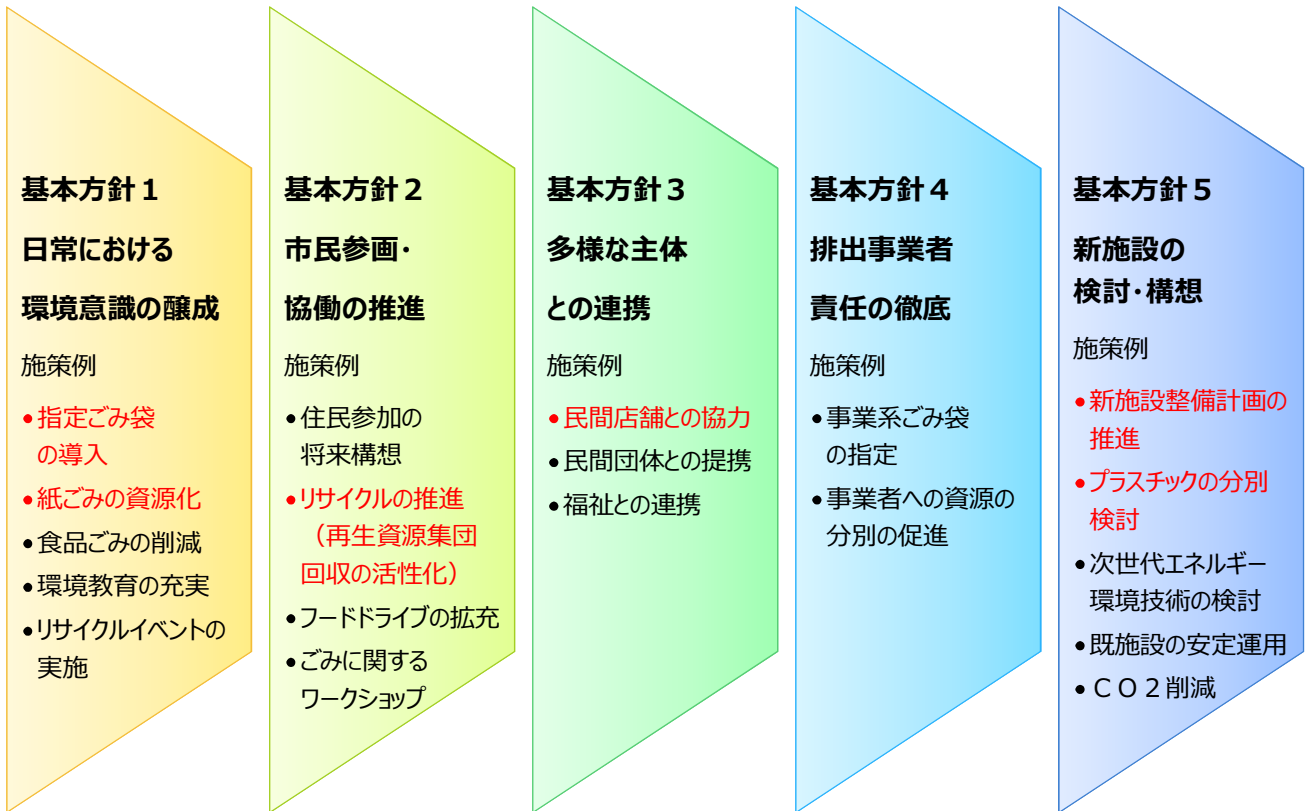 基本方針１
日常における
環境意識の醸成
施策例
•指定ごみ袋
の導入
•紙ごみの資源化
•食品ごみの削減
•環境教育の充実
•リサイクルイベントの
実施
基本方針２
市民参画・
協働の推進
施策例
•住民参加の
将来構想
•リサイクルの推進
（再生資源集団
回収の活性化）
•フードドライブの拡充
•ごみに関する
ワークショップ
基本方針３
多様な主体
との連携
施策例
•民間店舗との協力
•民間団体との提携
•福祉との連携
基本方針４
排出事業者
責任の徹底
施策例
•事業系ごみ袋
の指定
•事業者への資源の
分別の促進
基本方針５
新施設の
検討・構想
施策例
•新施設整備計画の
推進
•プラスチックの分別
検討
•次世代エネルギー
環境技術の検討
•既施設の安定運用
•ＣＯ２削減